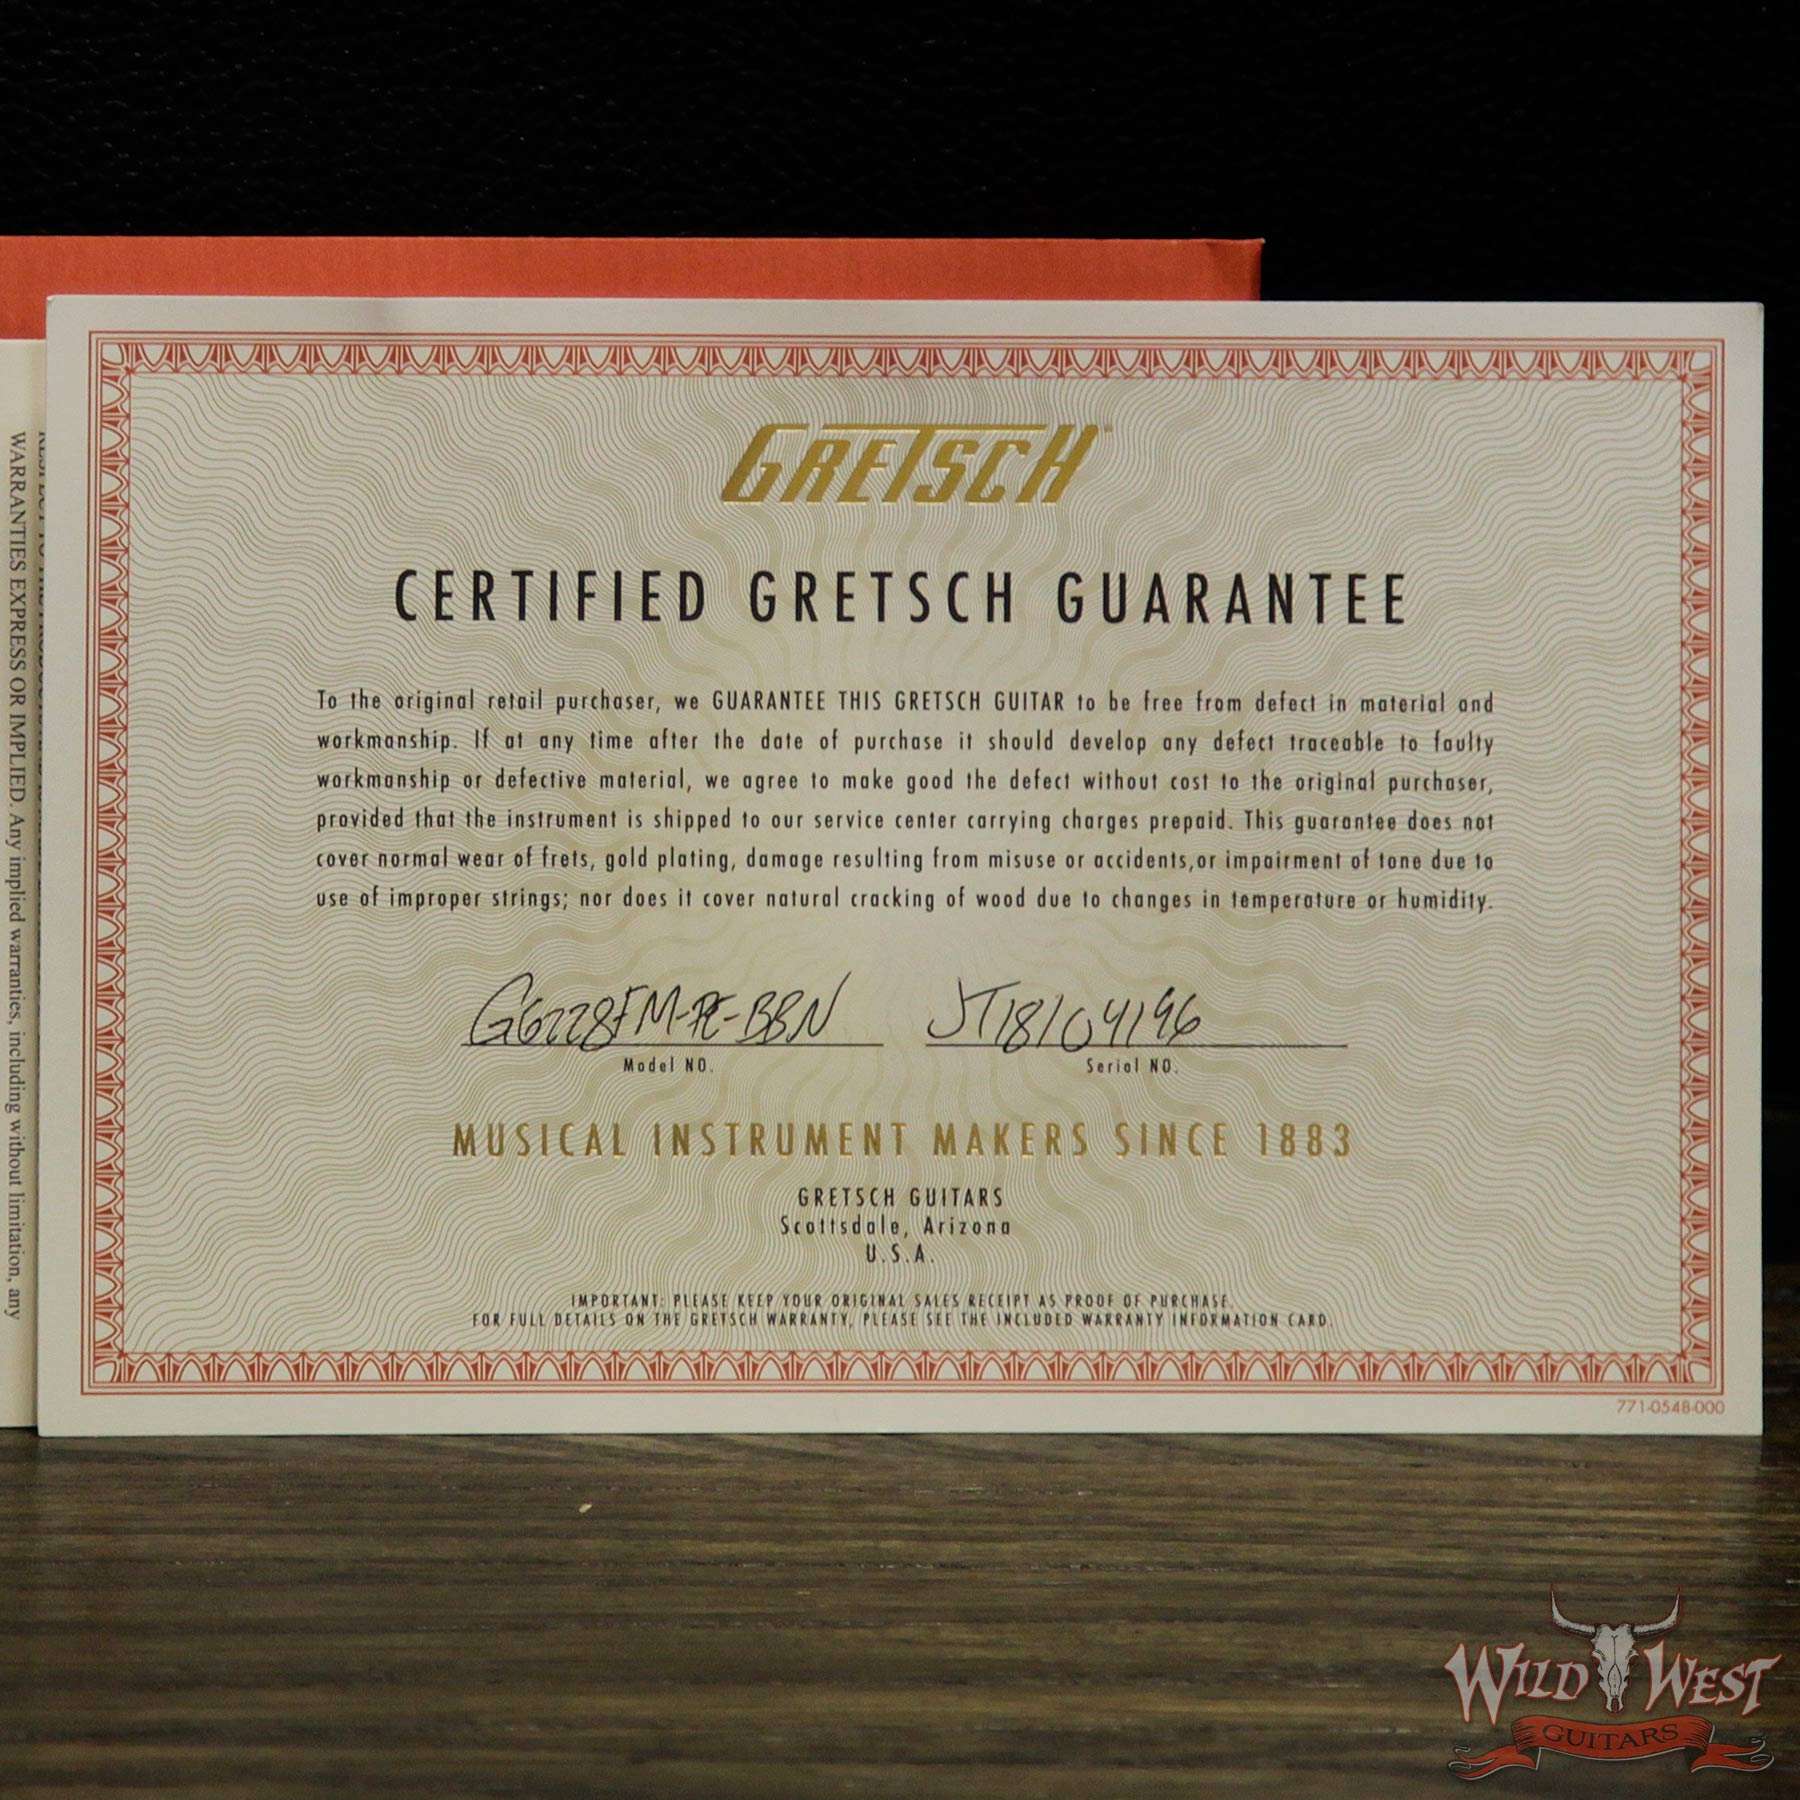 GRETSCH
CERTIFIED GRETSCH GUARANTEE
To the original retail purchaser, we GUARANTEE THIS GRETSCH GUITAR to be free from defect in material and
workmanship. If at any time after the date of purchase it should develop any defect traceable to faulty
workmanship or defective material, we agree to make good the defect without cost to the original purchaser,
provided that the instrument is shipped to our service center carrying charges prepaid. This guarantee does not
cover normal wear of frets, gold plating, damage resulting from misuse or accidents,or impairment of tone due to
use of improper strings; nor does it cover natural cracking of wood due to changes in temperature or humidity.
G6228FM-PE-BBN JT18104196
Model NO. Serial NO.
MUSICAL INSTRUMENT MAKERS SINCE 1883
GRETSCH GUITARS
Scottsdale, Arizona
U.S.A.
IMPORTANT: PLEASE KEEP YOUR ORIGINAL SALES RECEIPT AS PROOF OF PURCHASE.
FOR FULL DETAILS ON THE GRETSCH WARRANTY, PLEASE SEE THE INCLUDED WARRANTY INFORMATION CARD.
771-0548-000
WARRANTIES EXPRESS OR IMPLIED. Any implied warranties, including without limitation, any
WILD WEST
GUITARS